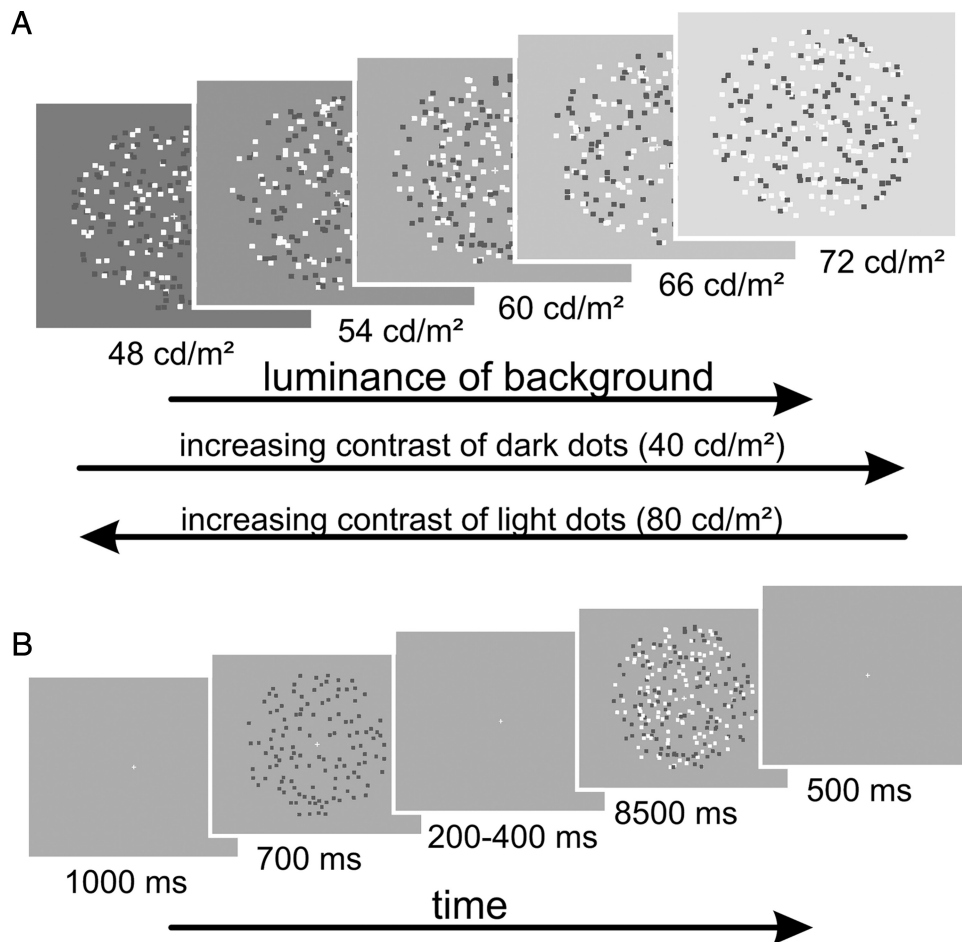 A
72 cd/m²
66 cd/m²
60 cd/m²
54 cd/m²
48 cd/m²
luminance of background
increasing contrast of dark dots (40 cd/m²)
increasing contrast of light dots (80 cd/m²)
B
500 ms
8500 ms
200-400 ms
700 ms
1000 ms
time